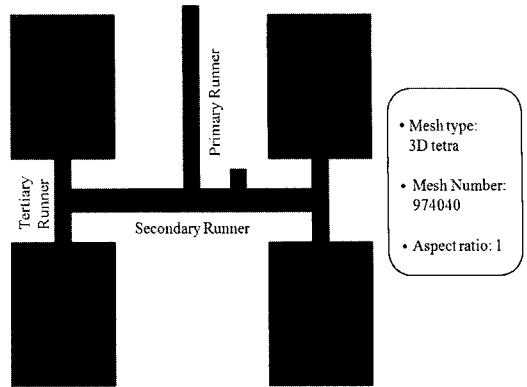 Primary Runner
Tertiary
Runner
Secondary Runner
• Mesh type:
3D tetra
• Mesh Number:
974040
• Aspect ratio: 1